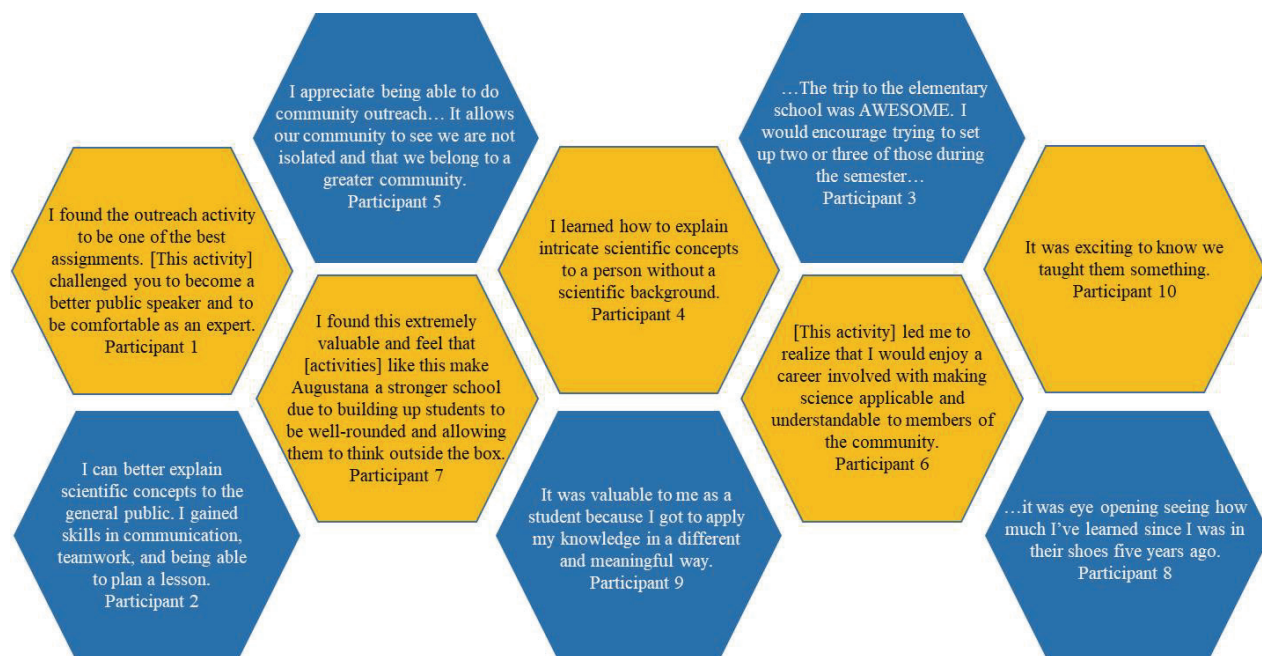 I appreciate being able to do
community outreach… It allows
our community to see we are not
isolated and that we belong to a
greater community.
Participant 5
…The trip to the elementary
school was AWESOME. I
would encourage trying to set
up two or three of those during
the semester…
Participant 3
I found the outreach activity
to be one of the best
assignments. [This activity]
challenged you to become a
better public speaker and to
be comfortable as an expert.
Participant 1
I learned how to explain
intricate scientific concepts
to a person without a
scientific background.
Participant 4
It was exciting to know we
taught them something.
Participant 10
I found this extremely
valuable and feel that
[activities] like this make
Augustana a stronger school
due to building up students to
be well-rounded and allowing
them to think outside the box.
Participant 7
[This activity] led me to
realize that I would enjoy a
career involved with making
science applicable and
understandable to members of
the community.
Participant 6
I can better explain
scientific concepts to the
general public. I gained
skills in communication,
teamwork, and being able
to plan a lesson.
Participant 2
It was valuable to me as a
student because I got to apply
my knowledge in a different
and meaningful way.
Participant 9
…it was eye opening seeing how
much I’ve learned since I was in
their shoes five years ago.
Participant 8